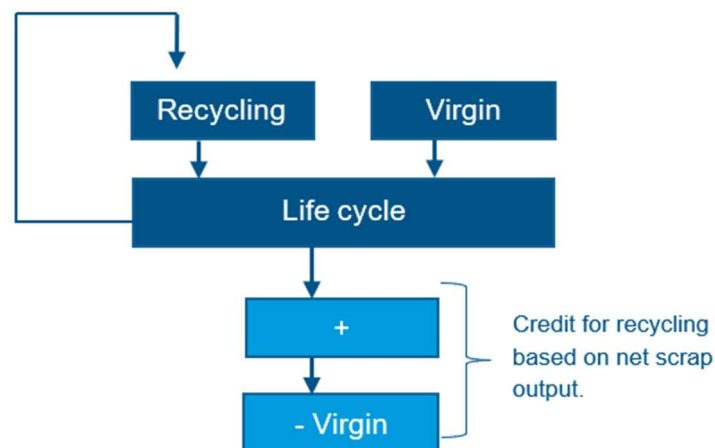 Recycling
Virgin
Life cycle
+
- Virgin
Credit for recycling
based on net scrap
output.